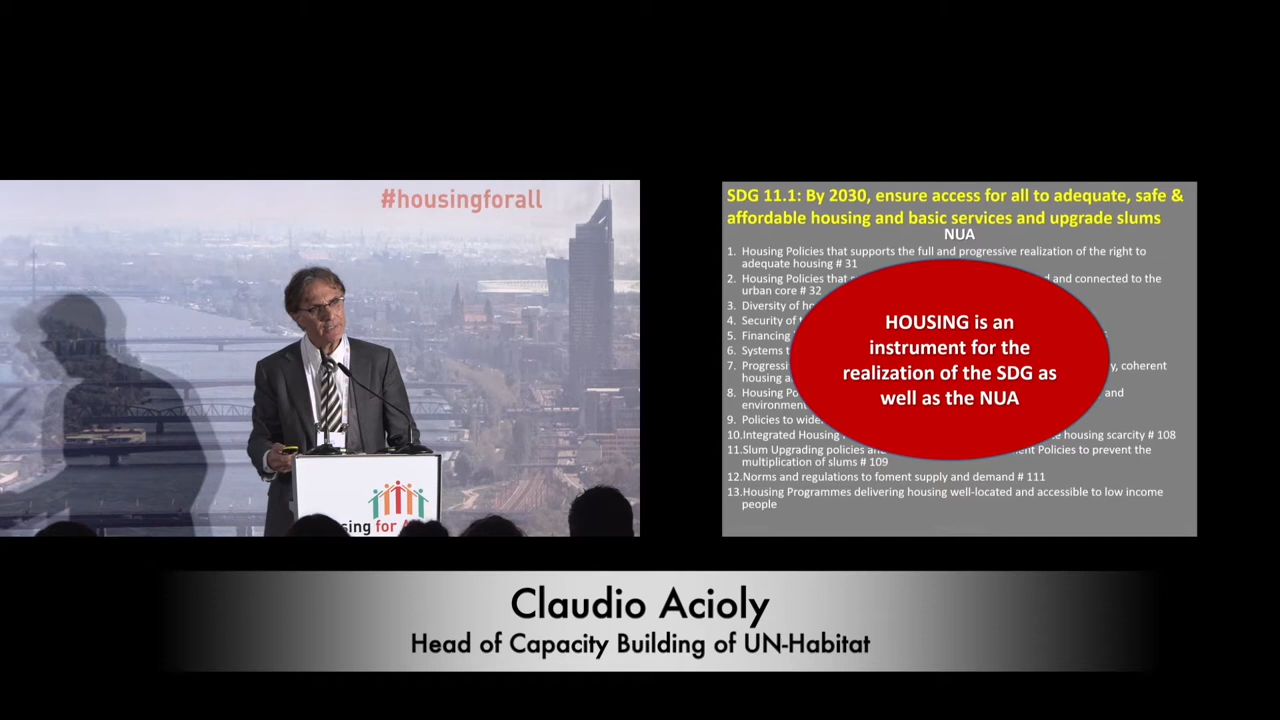 #housingforall
sing for A
SDG 11.1: By 2030, ensure access for all to adequate, safe &
affordable housing and basic services and upgrade slums
NUA
1. Housing Policies that supports the full and progressive realization of the right to
adequate housing # 31
2. Housing Policies that and connected to the
urban core # 32
3. Diversity of
4. Security of
5. Financing
6. Systems
7. coherent
housing
8. Housing and
environment
9. Policies to
10.Integrated Housing housing scarcity # 108
11.Slum Upgrading policies Policies to prevent the
multiplication of slums # 109
12.Norms and regulations to foment supply and demand # 111
13.Housing Programmes delivering housing well-located and accessible to low income
people
HOUSING is an
instrument for the
realization of the SDG as
well as the NUA
Claudio Acioly
Head of Capacity Building of UN-Habitat